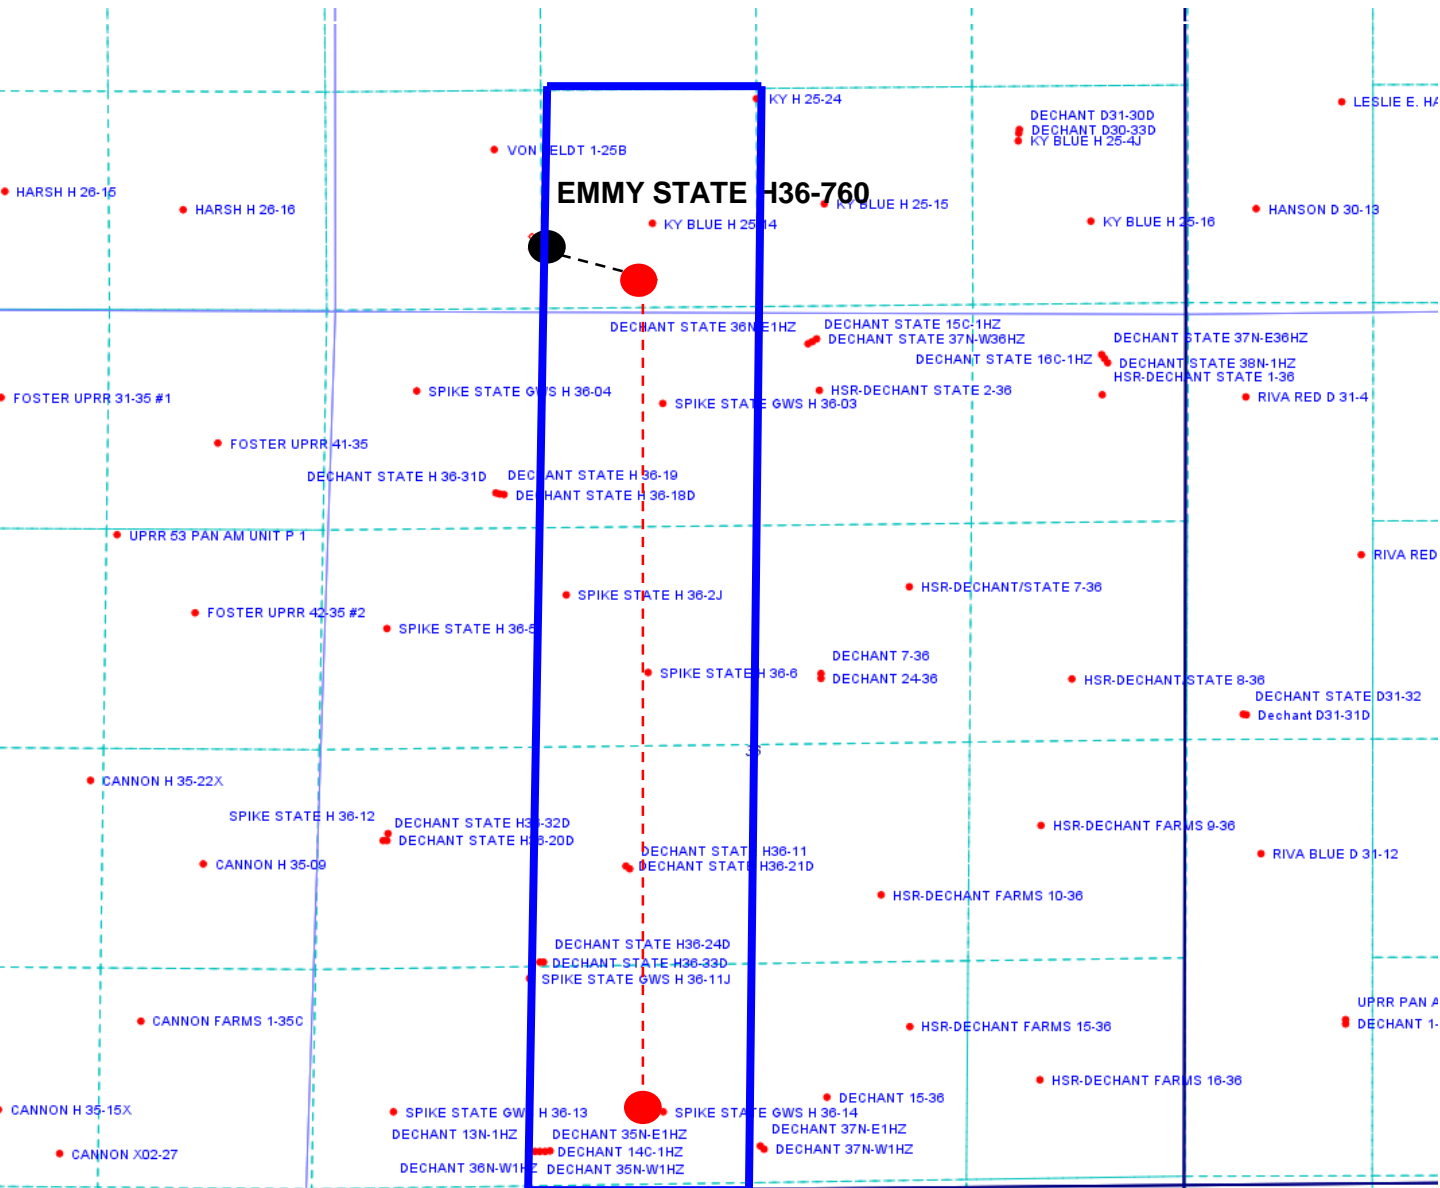 KY H 25-24
LESLIE E. HA
DECHANT D31-30D
DECHANT D30-33D
KY BLUE H 25-4J
VON FELDT 1-25B
HARSH H 26-15
HARSH H 26-16
EMMY STATE H36-760
KY BLUE H 25-15
HANSON D 30-13
KY BLUE H 25-14
KY BLUE H 25-16
DECHANT STATE 36N-E1HZ
DECHANT STATE 15C-1HZ
DECHANT STATE 37N-W36HZ
DECHANT STATE 37N-E36HZ
DECHANT STATE 16C-1HZ
DECHANT STATE 38N-1HZ
HSR-DECHANT STATE 1-36
FOSTER UPRR 31-35 #1
SPIKE STATE GWS H 36-04
SPIKE STATE GWS H 36-03
HSR-DECHANT STATE 2-36
RIVA RED D 31-4
FOSTER UPRR 41-35
DECHANT STATE H 36-31D
DECHANT STATE H 36-19
DECHANT STATE H 36-18D
UPRR 53 PAN AM UNIT P 1
RIVA RED
SPIKE STATE H 36-2J
HSR-DECHANT/STATE 7-36
FOSTER UPRR 42-35 #2
SPIKE STATE H 36-5
DECHANT 7-36
SPIKE STATE H 36-6
DECHANT 24-36
HSR-DECHANT/STATE 8-36
DECHANT STATE D31-32
Dechant D31-31D
36
CANNON H 35-22X
SPIKE STATE H 36-12
DECHANT STATE H36-32D
DECHANT STATE H36-20D
HSR-DECHANT FARMS 9-36
CANNON H 35-09
DECHANT STATE H36-11
DECHANT STATE H36-21D
RIVA BLUE D 31-12
HSR-DECHANT FARMS 10-36
DECHANT STATE H36-24D
DECHANT STATE H36-33D
SPIKE STATE GWS H 36-11J
UPRR PAN A
CANNON FARMS 1-35C
HSR-DECHANT FARMS 15-36
DECHANT 1-
HSR-DECHANT FARMS 16-36
CANNON H 35-15X
SPIKE STATE GWS H 36-13
SPIKE STATE GWS H 36-14
DECHANT 15-36
DECHANT 13N-1HZ
DECHANT 35N-E1HZ
DECHANT 37N-E1HZ
CANNON X02-27
DECHANT 14C-1HZ
DECHANT 37N-W1HZ
DECHANT 36N-W1HZ
DECHANT 35N-W1HZ